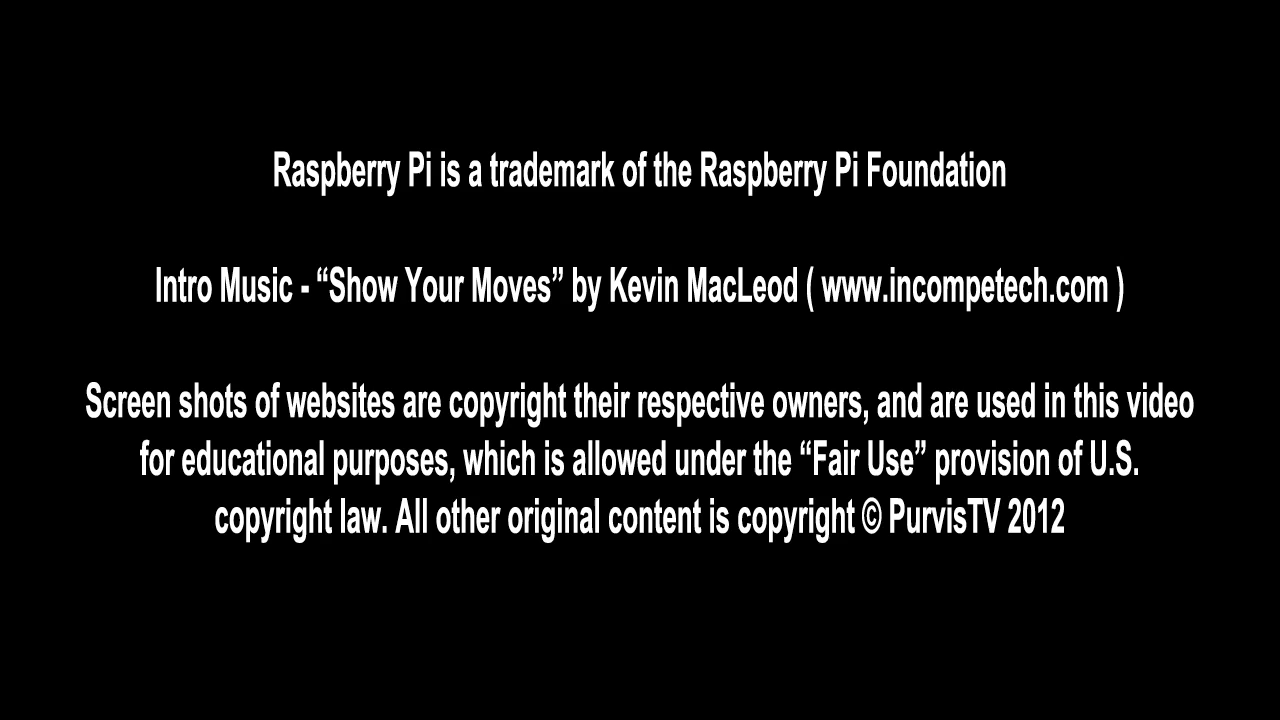 Raspberry Pi is a trademark of the Raspberry Pi Foundation
Intro Music - “Show Your Moves” by Kevin MacLeod ( www.incompetech.com )
Screen shots of websites are copyright their respective owners, and are used in this video
for educational purposes, which is allowed under the “Fair Use” provision of U.S.
copyright law. All other original content is copyright © PurvisTV 2012